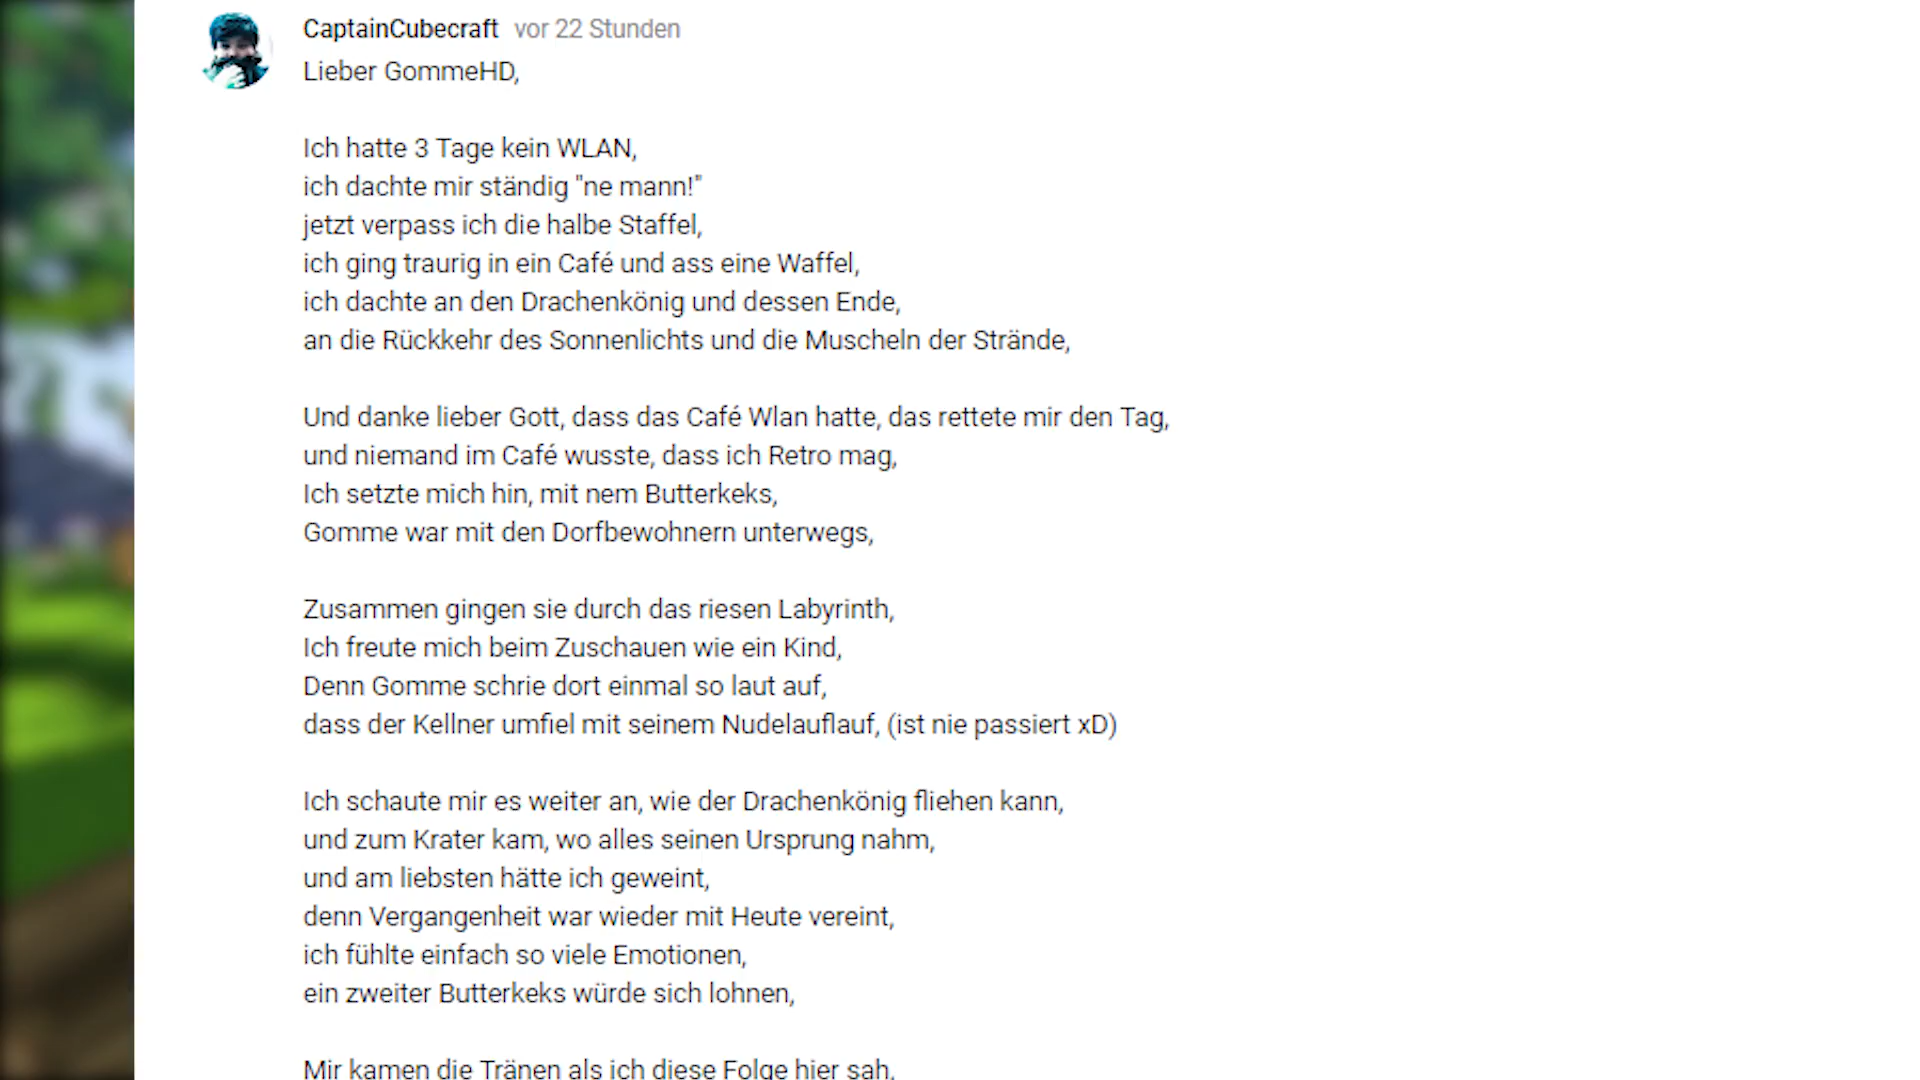 CaptainCubecraft vor 22 Stunden
Lieber GommeHD,
Ich hatte 3 Tage kein WLAN,
ich dachte mir ständig "ne mann!"
jetzt verpass ich die halbe Staffel,
ich ging traurig in ein Café und ass eine Waffel,
ich dachte an den Drachenkönig und dessen Ende,
an die Rückkehr des Sonnenlichts und die Muscheln der Strände,
Und danke lieber Gott, dass das Café Wlan hatte, das rettete mir den Tag,
und niemand im Café wusste, dass ich Retro mag,
Ich setzte mich hin, mit nem Butterkeks,
Gomme war mit den Dorfbewohnern unterwegs,
Zusammen gingen sie durch das riesen Labyrinth,
Ich freute mich beim Zuschauen wie ein Kind,
Denn Gomme schrie dort einmal so laut auf,
dass der Kellner umfiel mit seinem Nudelauflauf, (ist nie passiert xD)
Ich schaute mir es weiter an, wie der Drachenkönig fliehen kann,
und zum Krater kam, wo alles seinen Ursprung nahm,
und am liebsten hätte ich geweint,
denn Vergangenheit war wieder mit Heute vereint,
ich fühlte einfach so viele Emotionen,
ein zweiter Butterkeks würde sich lohnen,
Mir kamen die Tränen als ich diese Folge hier sah,